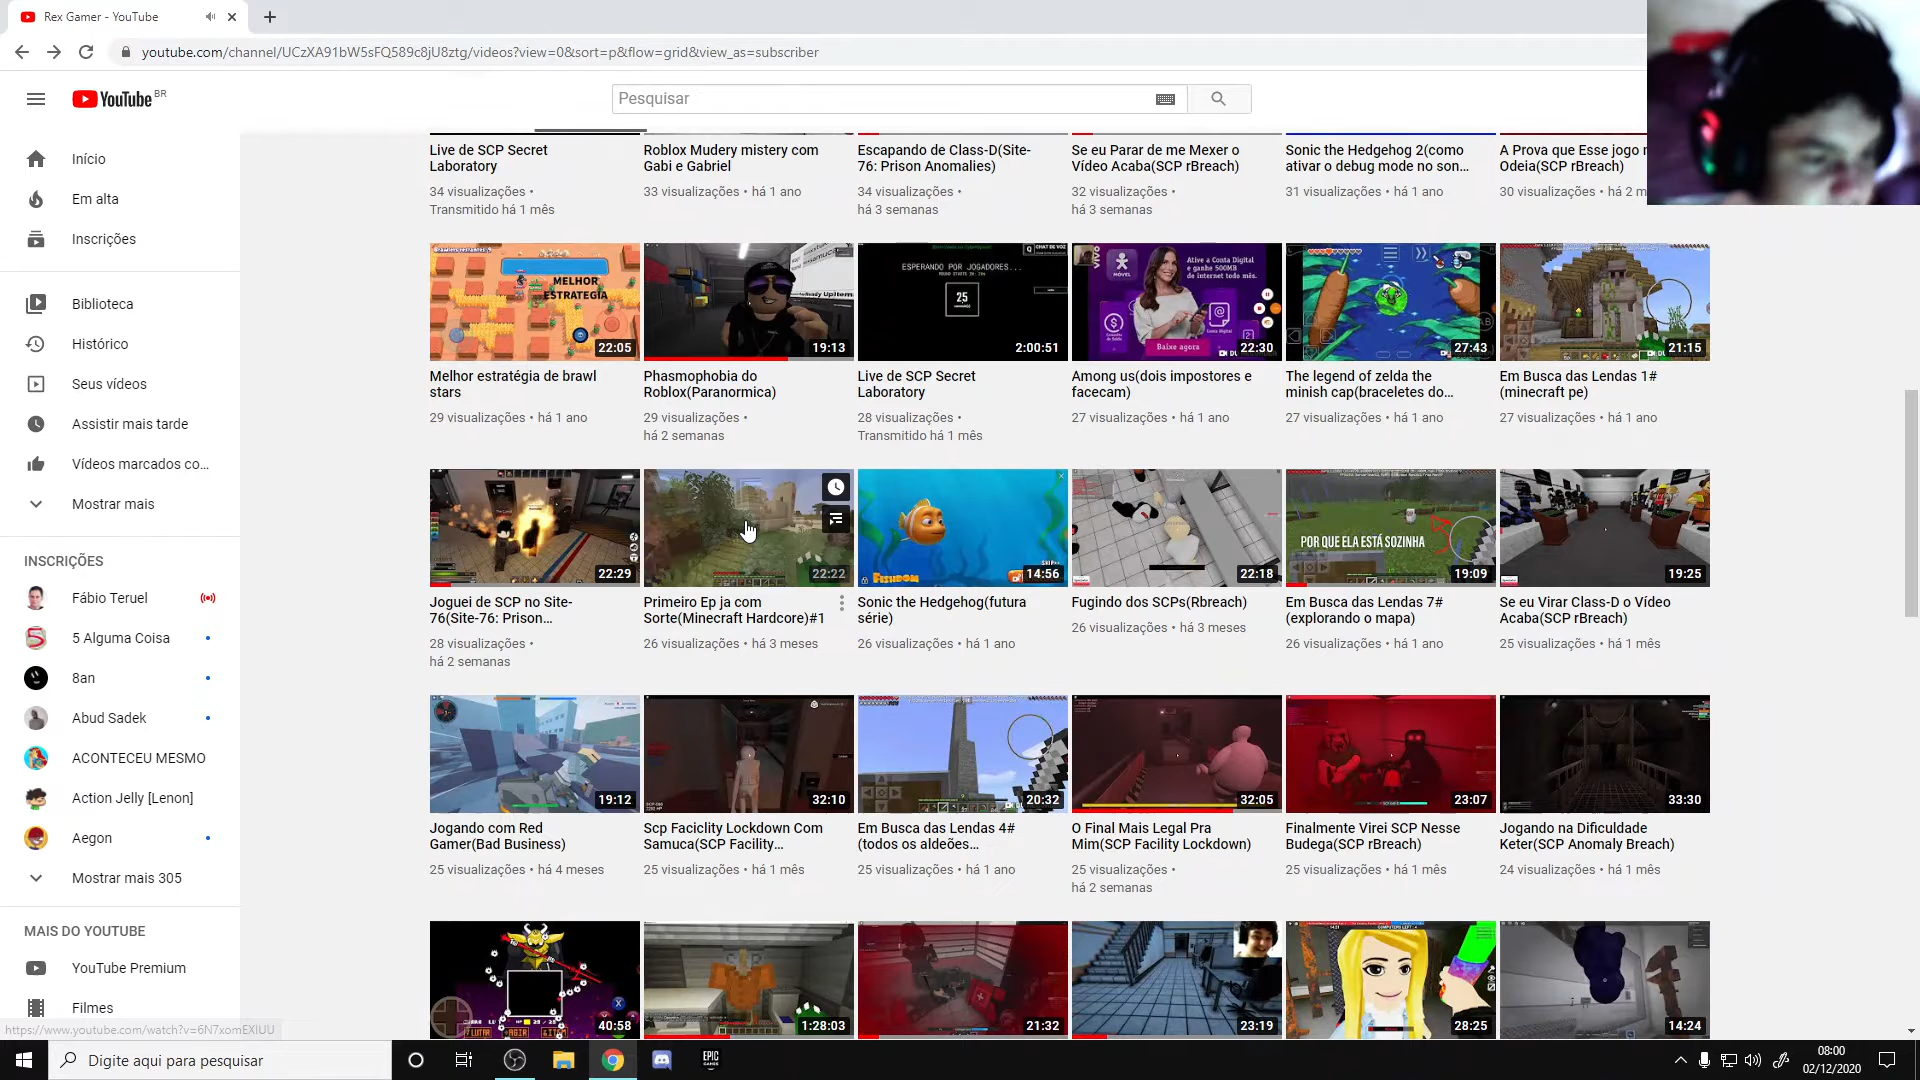 Rex Gamer - YouTube
youtube.com/channel/UCzXA91bW5sFQ589c8jU8ztg/videos?view=0&sort=p&flow=grid&view_as=subscriber
YouTube BR
Pesquisar
Início
Em alta
Inscrições
Biblioteca
Histórico
Seus vídeos
Assistir mais tarde
Vídeos marcados co...
Mostrar mais
INSCRIÇÕES
Fábio Teruel
5 Alguma Coisa
8an
Abud Sadek
ACONTECEU MESMO
Action Jelly [Lenon]
Aegon
Mostrar mais 305
MAIS DO YOUTUBE
YouTube Premium
Filmes
Live de SCP Secret
Laboratory
34 visualizações •
Transmitido há 1 mês
Roblox Mudery mistery com
Gabi e Gabriel
33 visualizações • há 1 ano
Escapando de Class-D(Site-
76: Prison Anomalies)
34 visualizações •
há 3 semanas
Se eu Parar de me Mexer o
Vídeo Acaba(SCP rBreach)
32 visualizações •
há 3 semanas
Sonic the Hedgehog 2(como
ativar o debug mode no son...
31 visualizações • há 1 ano
A Prova que Esse jogo
Odeia(SCP rBreach)
30 visualizações • há 2
MELHOR
ESTRATEGIA
22:05
Melhor estratégia de brawl
stars
29 visualizações • há 1 ano
19:13
Phasmophobia do
Roblox(Paranormica)
29 visualizações •
há 2 semanas
CHAT DE VOZ
ESPERANDO POR JOGADORES...
25
2:00:51
Live de SCP Secret
Laboratory
28 visualizações •
Transmitido há 1 mês
VIVO
MÓVEL
Ative a Conta Digital
e ganhe 500MB
de internet todo mês.
Baixe agora
22:30
Among us(dois impostores e
facecam)
27 visualizações • há 1 ano
27:43
The legend of zelda the
minish cap(braceletes do...
27 visualizações • há 1 ano
21:15
Em Busca das Lendas 1#
(minecraft pe)
27 visualizações • há 1 ano
22:29
Joguei de SCP no Site-
76(Site-76: Prison...
28 visualizações •
há 2 semanas
22:22
Primeiro Ep ja com
Sorte(Minecraft Hardcore)#1
26 visualizações • há 3 meses
FISHDOM
14:56
Sonic the Hedgehog(futura
série)
26 visualizações • há 1 ano
22:18
Fugindo dos SCPs(Rbreach)
26 visualizações • há 3 meses
POR QUE ELA ESTÁ SOZINHA
19:09
Em Busca das Lendas 7#
(explorando o mapa)
26 visualizações • há 1 ano
19:25
Se eu Virar Class-D o Vídeo
Acaba(SCP rBreach)
25 visualizações • há 1 mês
19:12
Jogando com Red
Gamer(Bad Business)
25 visualizações • há 4 meses
32:10
Scp Faciclity Lockdown Com
Samuca(SCP Facility...
25 visualizações • há 1 mês
20:32
Em Busca das Lendas 4#
(todos os aldeões...
25 visualizações • há 1 ano
32:05
O Final Mais Legal Pra
Mim(SCP Facility Lockdown)
25 visualizações •
há 2 semanas
23:07
Finalmente Virei SCP Nesse
Budega(SCP rBreach)
25 visualizações • há 1 mês
33:30
Jogando na Dificuldade
Keter(SCP Anomaly Breach)
24 visualizações • há 1 mês
40:58
1:28:03
21:32
23:19
28:25
14:24
https://www.youtube.com/watch?v=6N7xomEXIUU
Digite aqui para pesquisar
EPIC
GAMES
08:00
02/12/2020